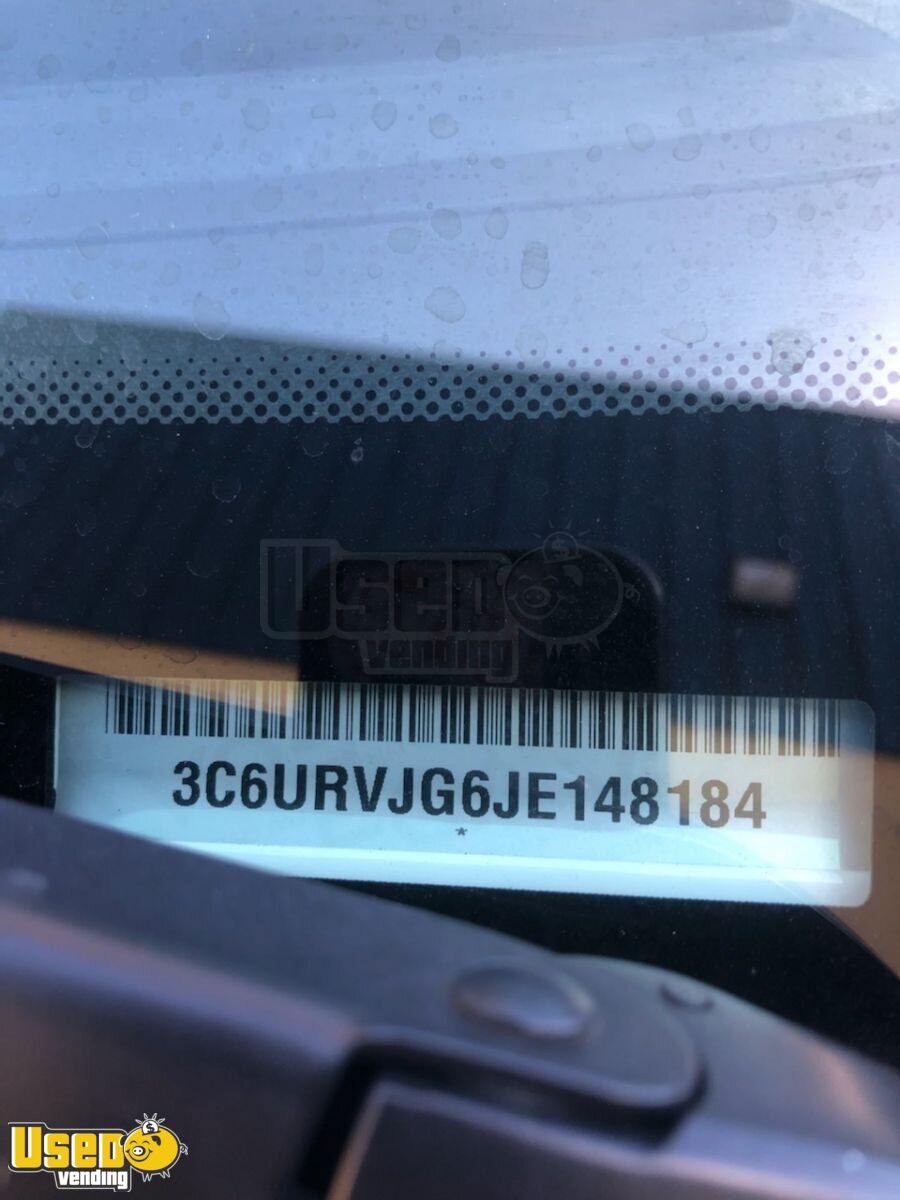 Used
vending
3C6URVJG6JE148184
*
Used
vending